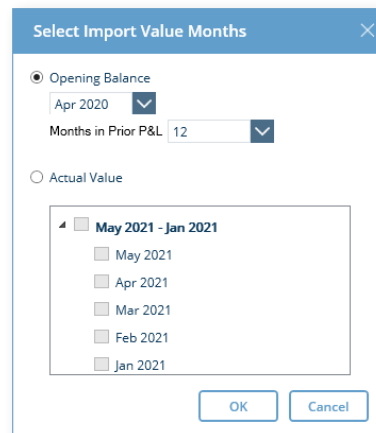 Select Import Value Months
Opening Balance
Apr 2020
Months in Prior P&L 12
Actual Value
May 2021 - Jan 2021
May 2021
Apr 2021
Mar 2021
Feb 2021
Jan 2021
OK Cancel